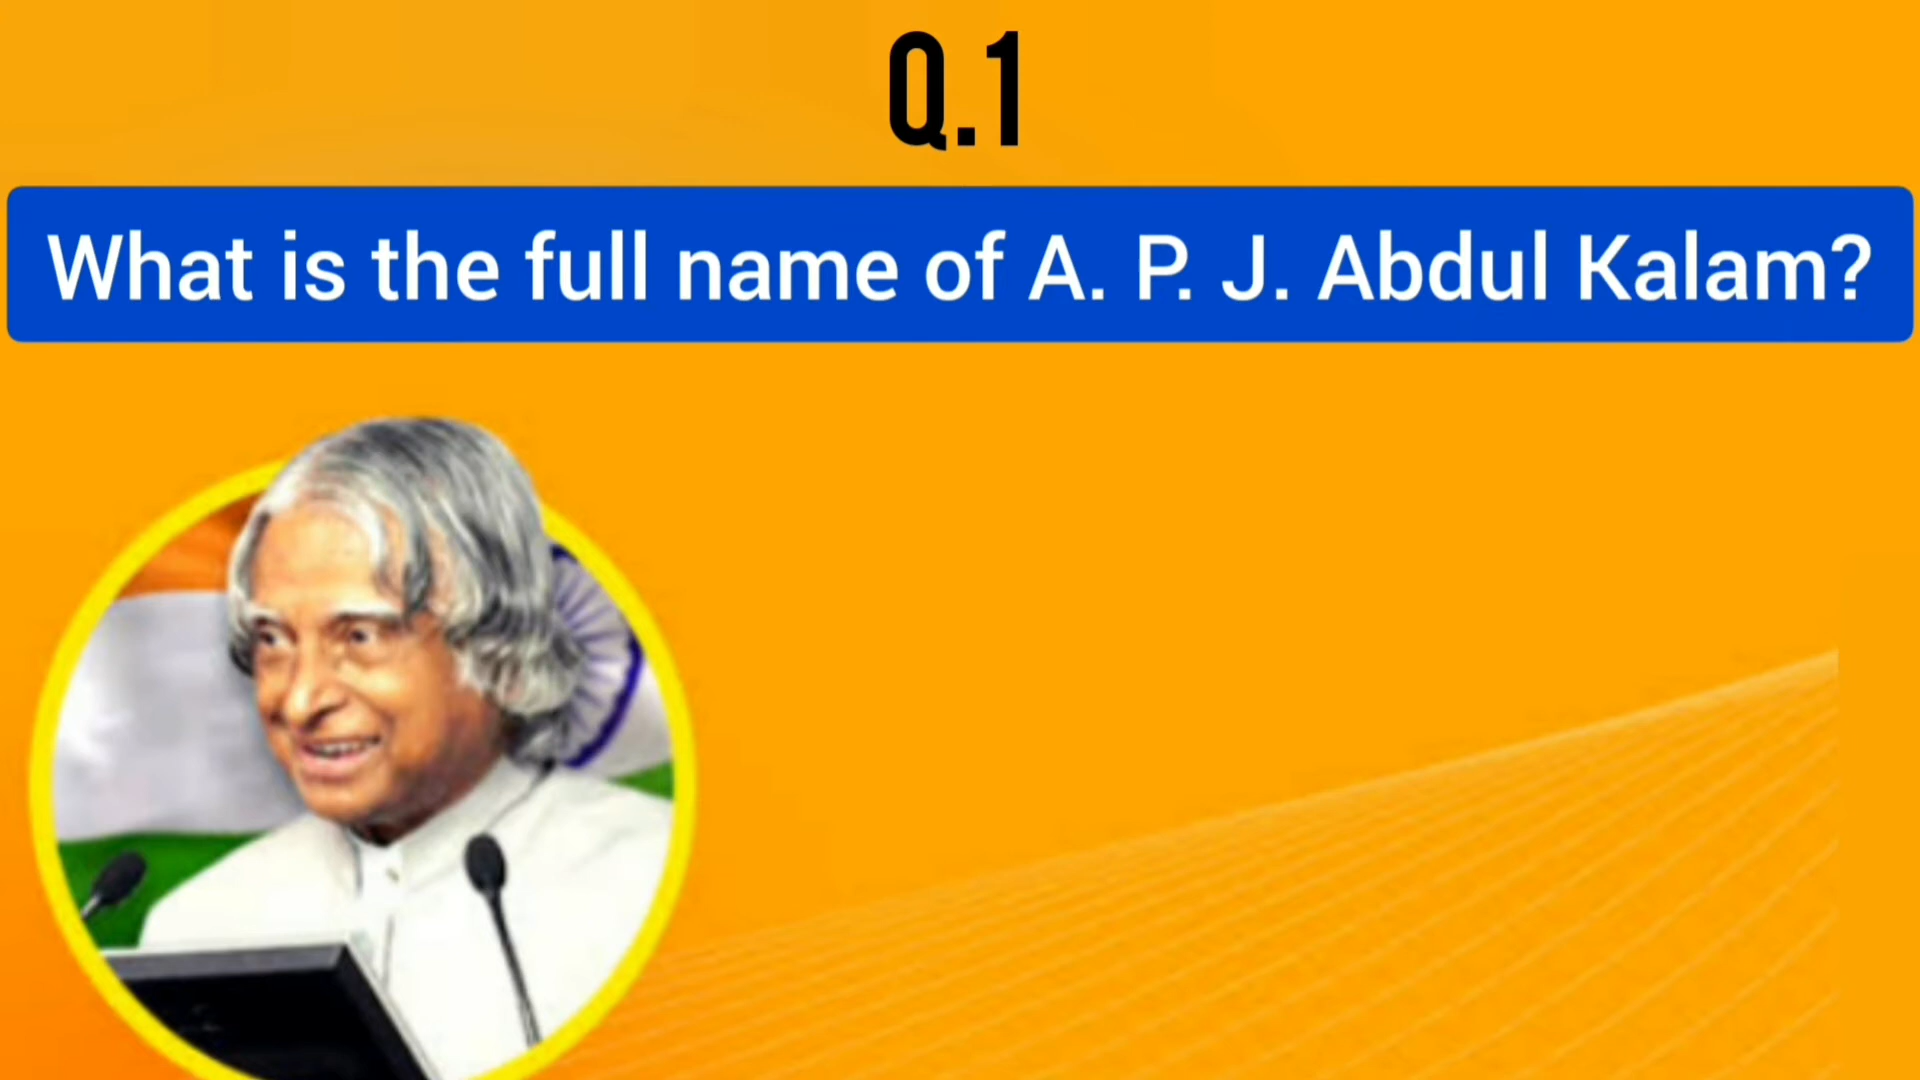 Q.1
What is the full name of A. P. J. Abdul Kalam?